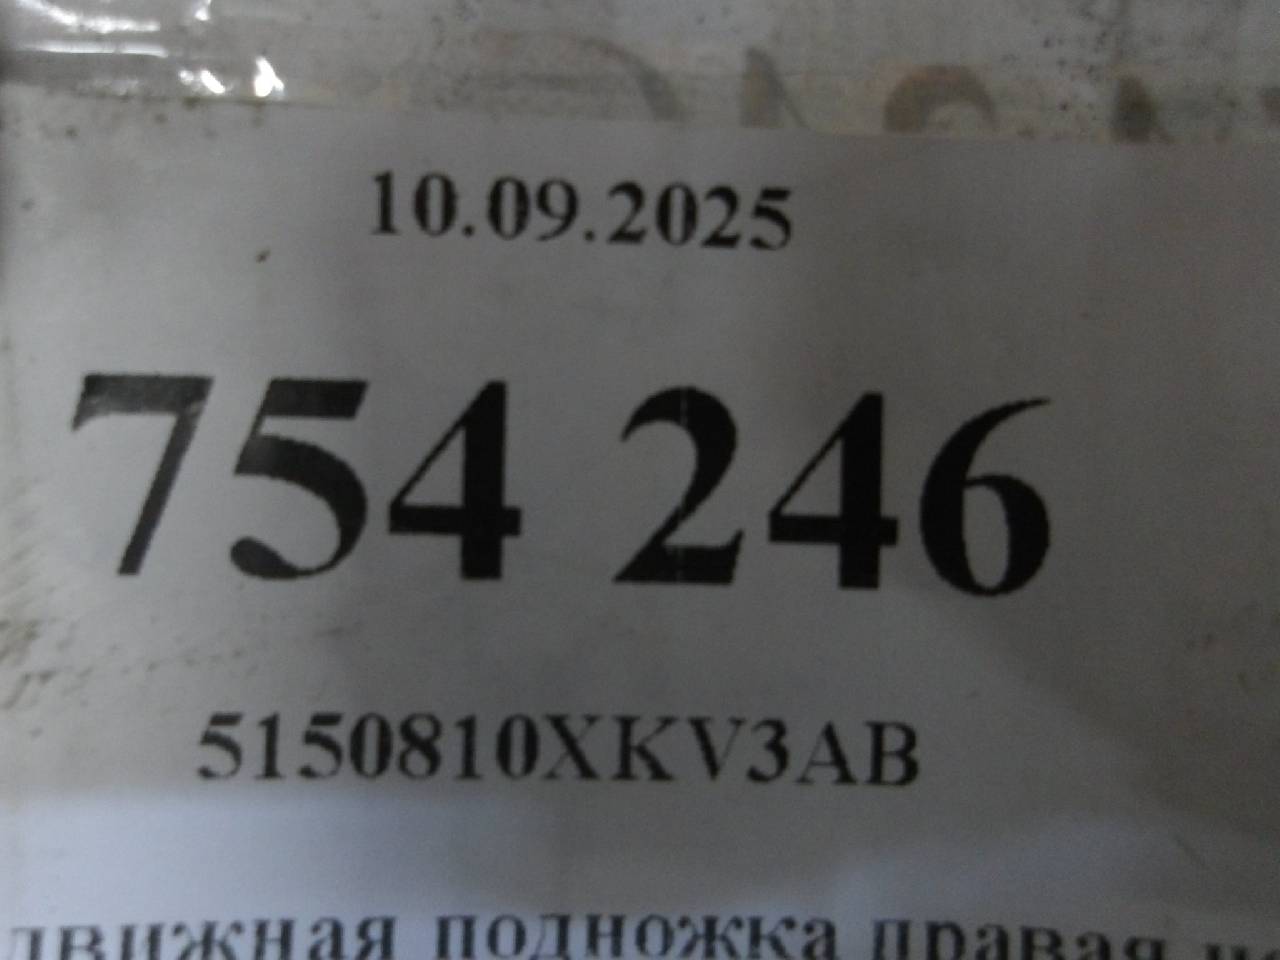 10.09.2025
754 246
5150810XKV3AB
движная подножка правая